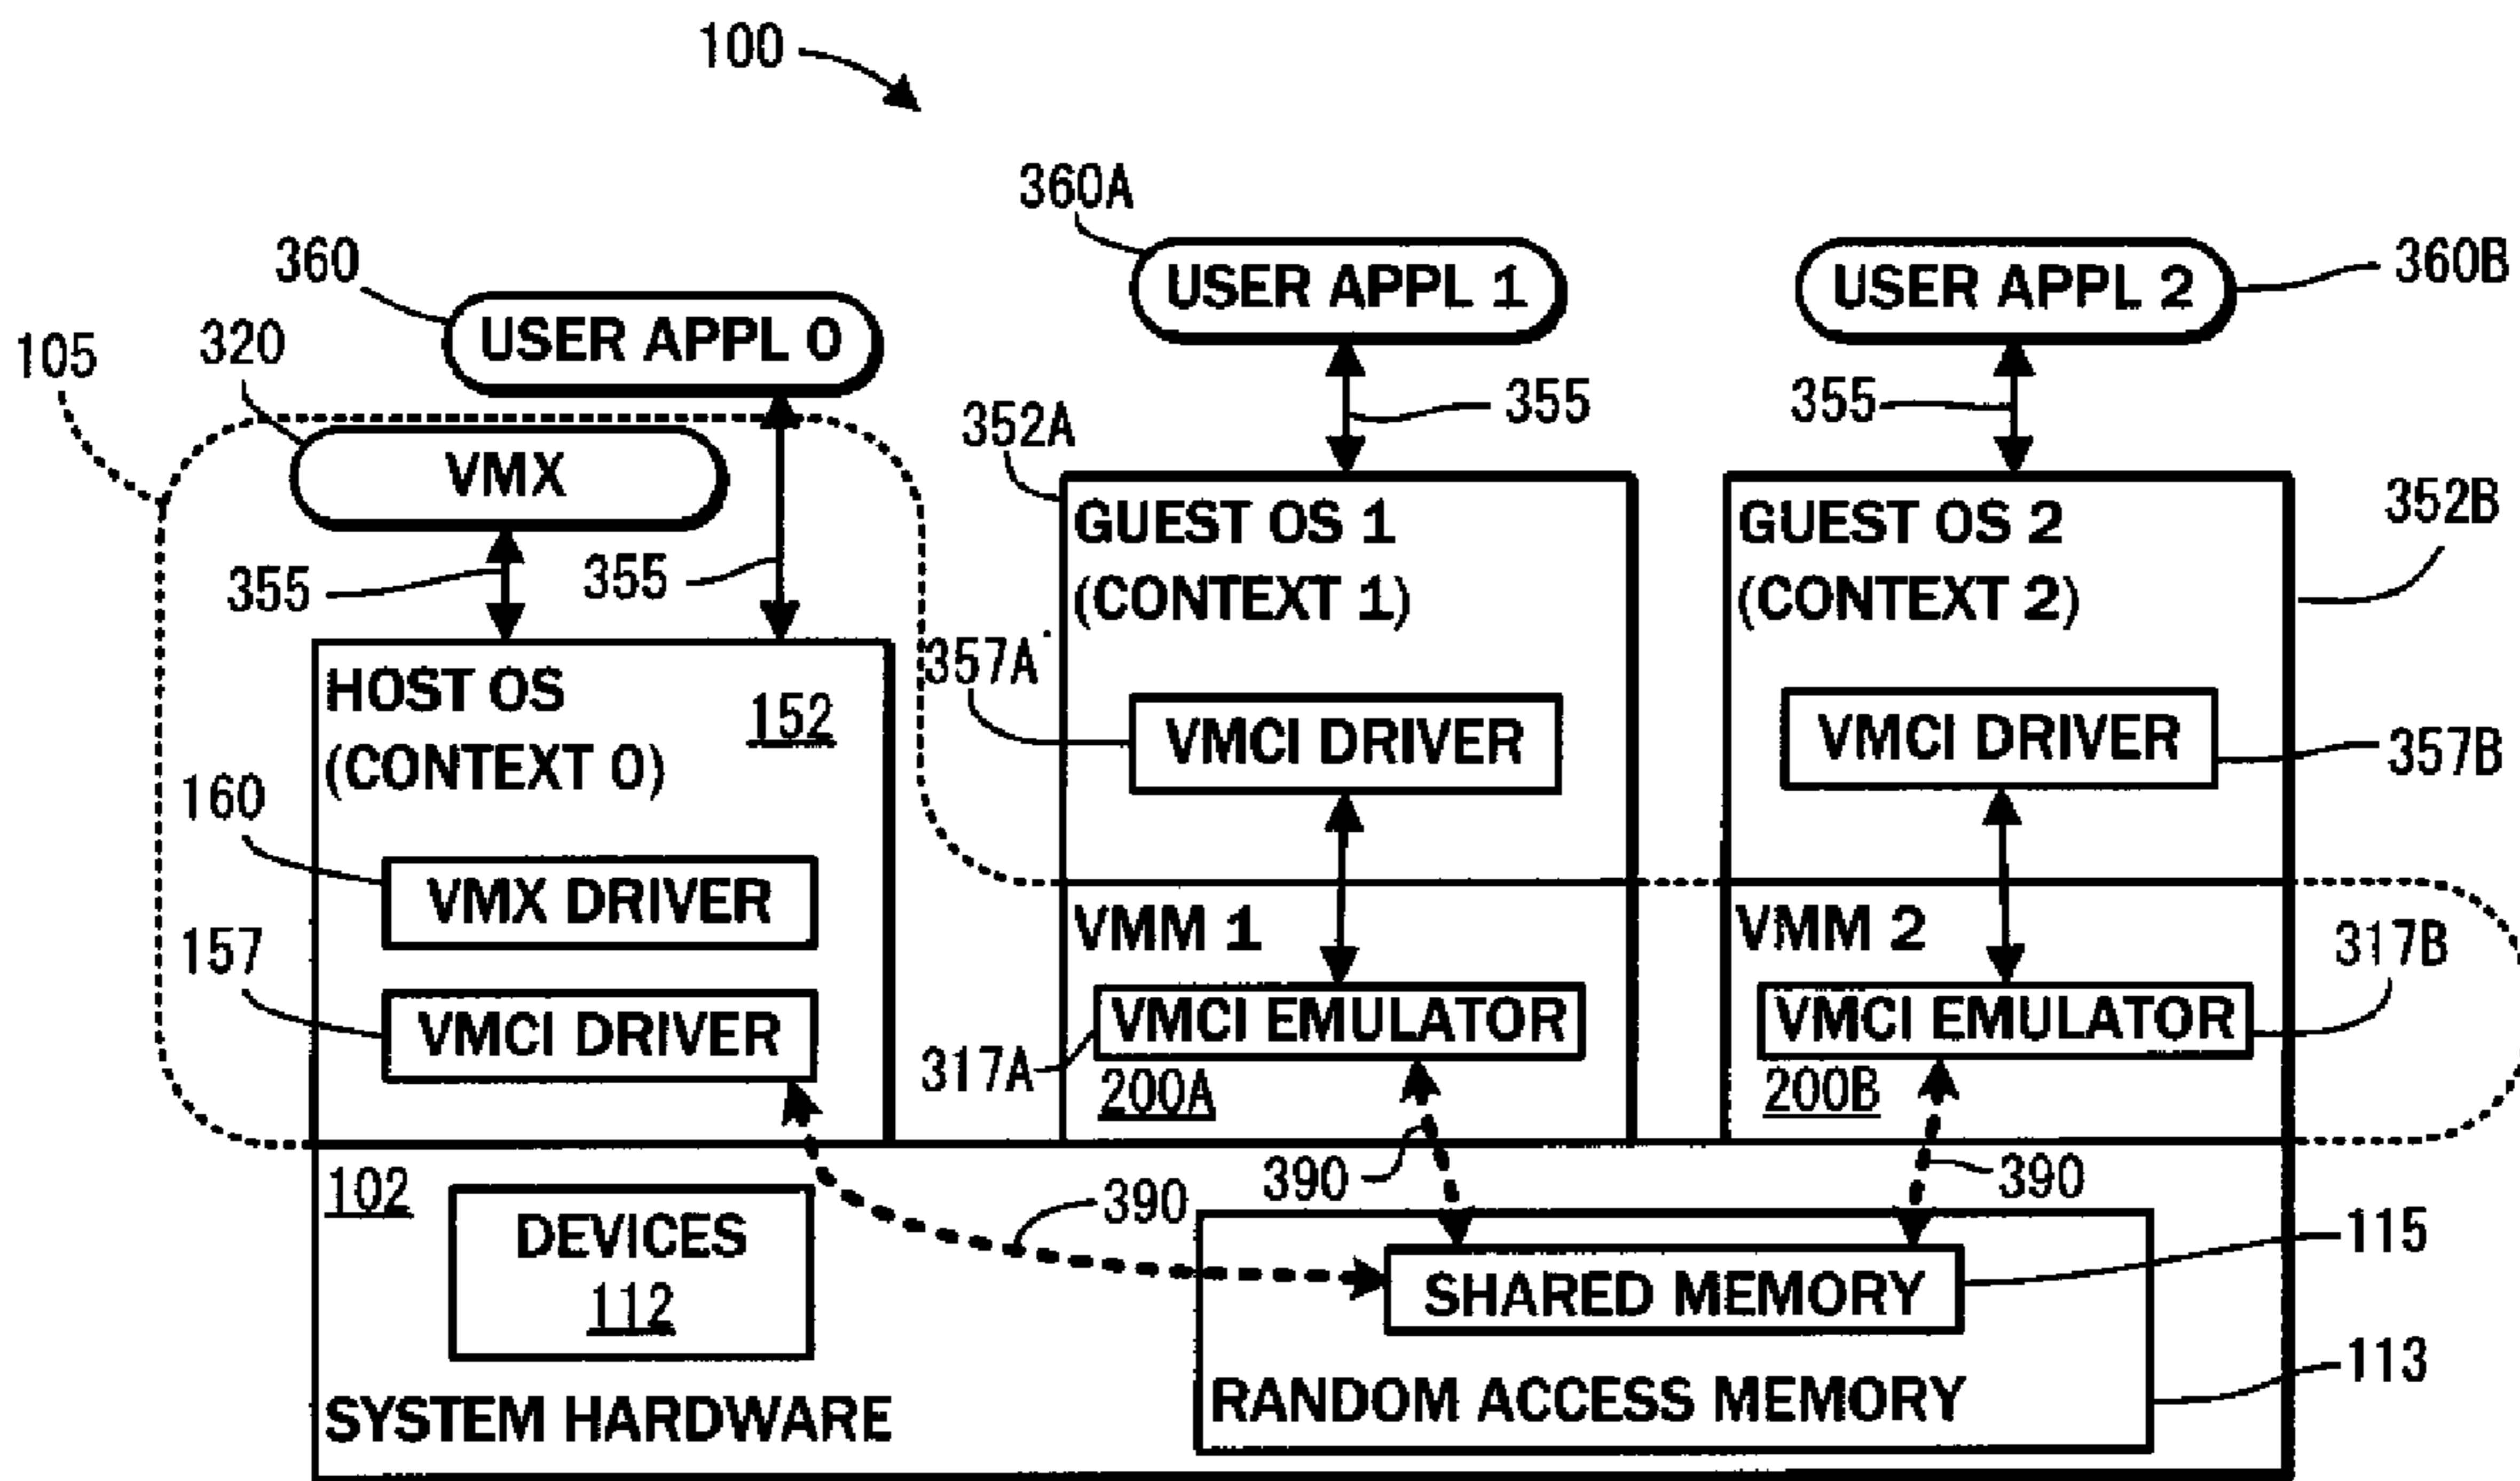 100
360A
360
USER APPL 1
USER APPL 2
360B
320
105
USER APPL 0
352A
355
355
VMX
GUEST OS 1
(CONTEXT 1)
GUEST OS 2
(CONTEXT 2)
352B
355
355
357A
HOST OS
(CONTEXT 0)
152
VMCI DRIVER
VMCI DRIVER
357B
160
VMX DRIVER
VMM 1
VMM 2
317B
157
VMCI DRIVER
VMCI EMULATOR
VMCI EMULATOR
317A
200A
200B
102
390
390
390
DEVICES
112
SHARED MEMORY
115
RANDOM ACCESS MEMORY
113
SYSTEM HARDWARE